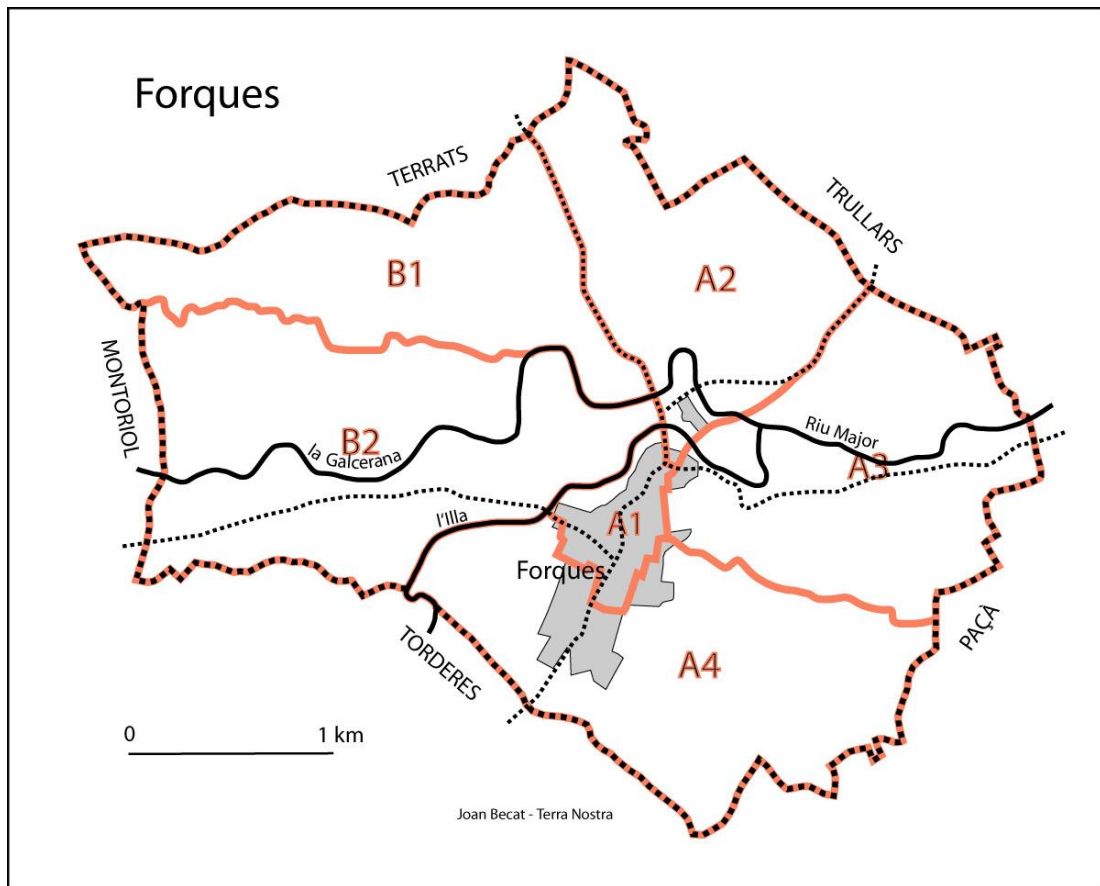 Forques
TERRATS
TRULLARS
B1
A2
MONTORIOL
B2
la Galcerana
Riu Major
A3
l'Illa
A1
Forques
PAÇÀ
TORDERES
A4
0 1 km
Joan Becat - Terra Nostra